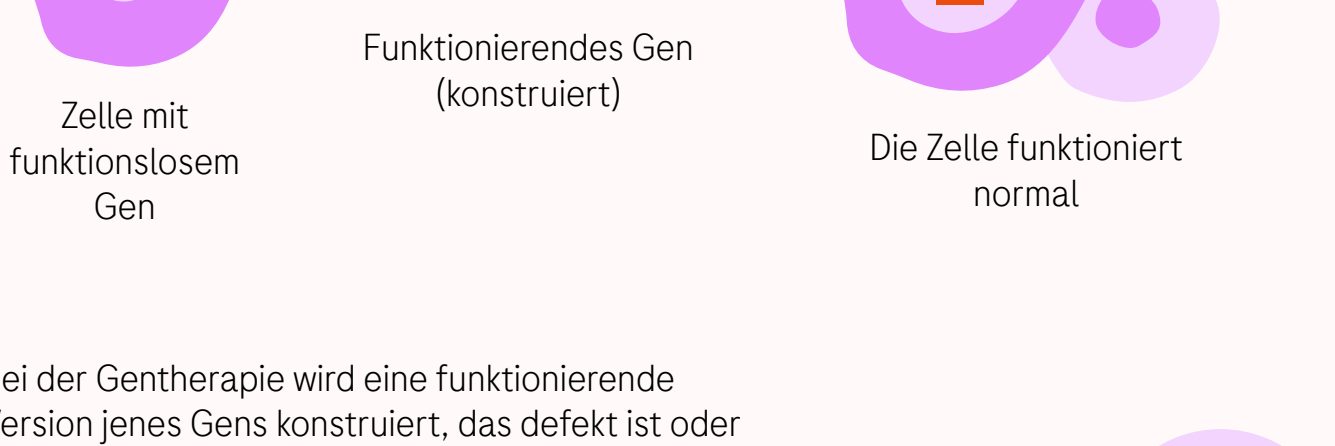 Funktionierendes Gen
(konstruiert)
Zelle mit
funktionslosem
Gen
Die Zelle funktioniert
normal
ei der Gentherapie wird eine funktionierende
ersion jenes Gens konstruiert, das defekt ist oder